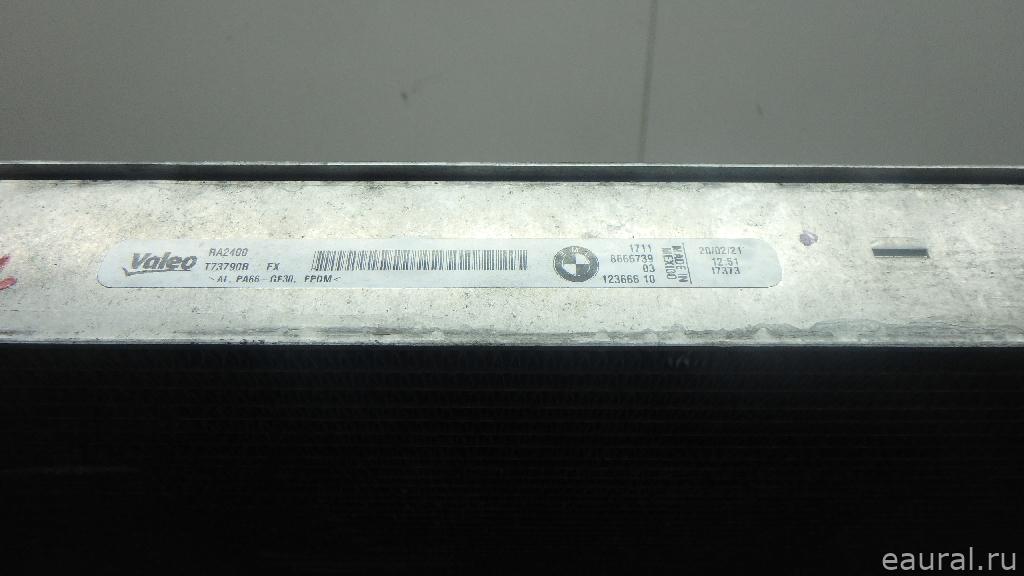 Valeo
RA2400
T73790B FX
>AL, PA66-GF30, EPDM<
BMW
1711
8666739
03
123666 10
MADE IN
MEXICO
20/02/21
12:51
17373
eaural.ru